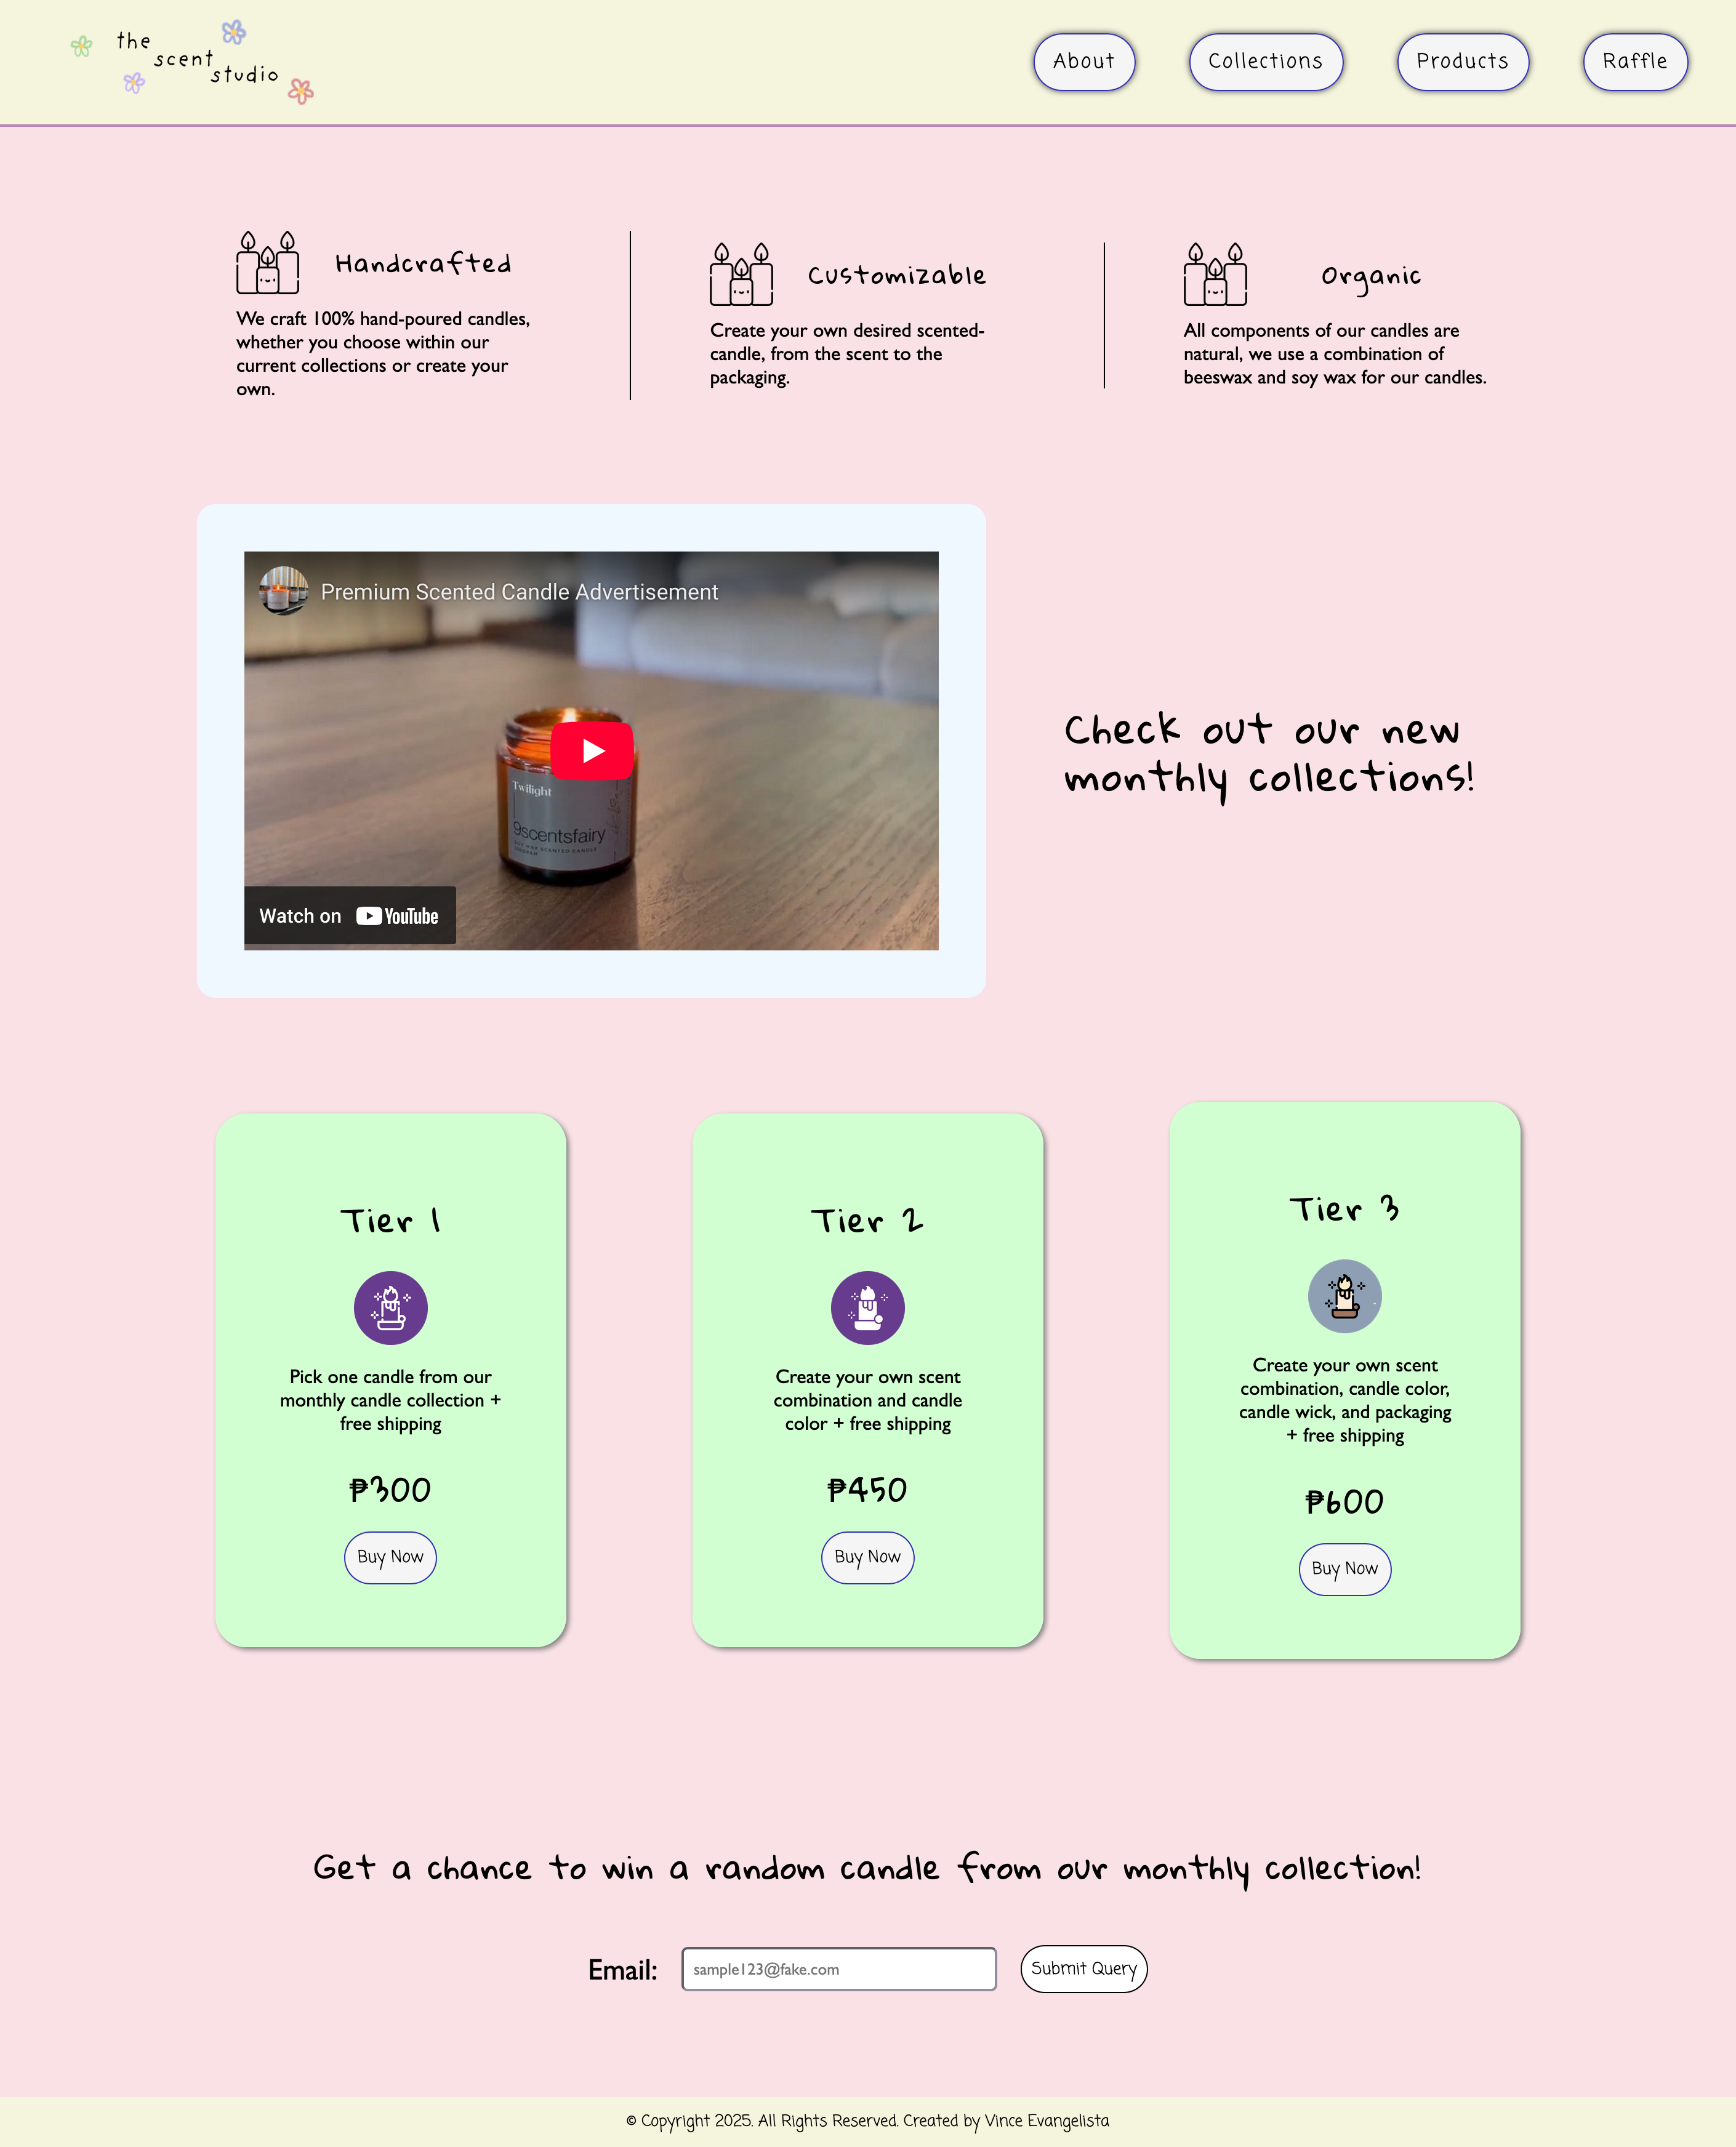 the
scent
studio
About
Collections
Products
Raffle
Handcrafted
We craft 100% hand-poured candles,
whether you choose within our
current collections or create your
own.
Customizable
Create your own desired scented-
candle, from the scent to the
packaging.
Organic
All components of our candles are
natural, we use a combination of
beeswax and soy wax for our candles.
Premium Scented Candle Advertisement
Twilight
9scentsfairy
Watch on YouTube
Check out our new
monthly collections!
Tier 1
Pick one candle from our
monthly candle collection +
free shipping
₱300
Buy Now
Tier 2
Create your own scent
combination and candle
color + free shipping
₱450
Buy Now
Tier 3
Create your own scent
combination, candle color,
candle wick, and packaging
+ free shipping
₱600
Buy Now
Get a chance to win a random candle from our monthly collection!
Email:
sample123@fake.com
Submit Query
© Copyright 2025. All Rights Reserved. Created by Vince Evangelista